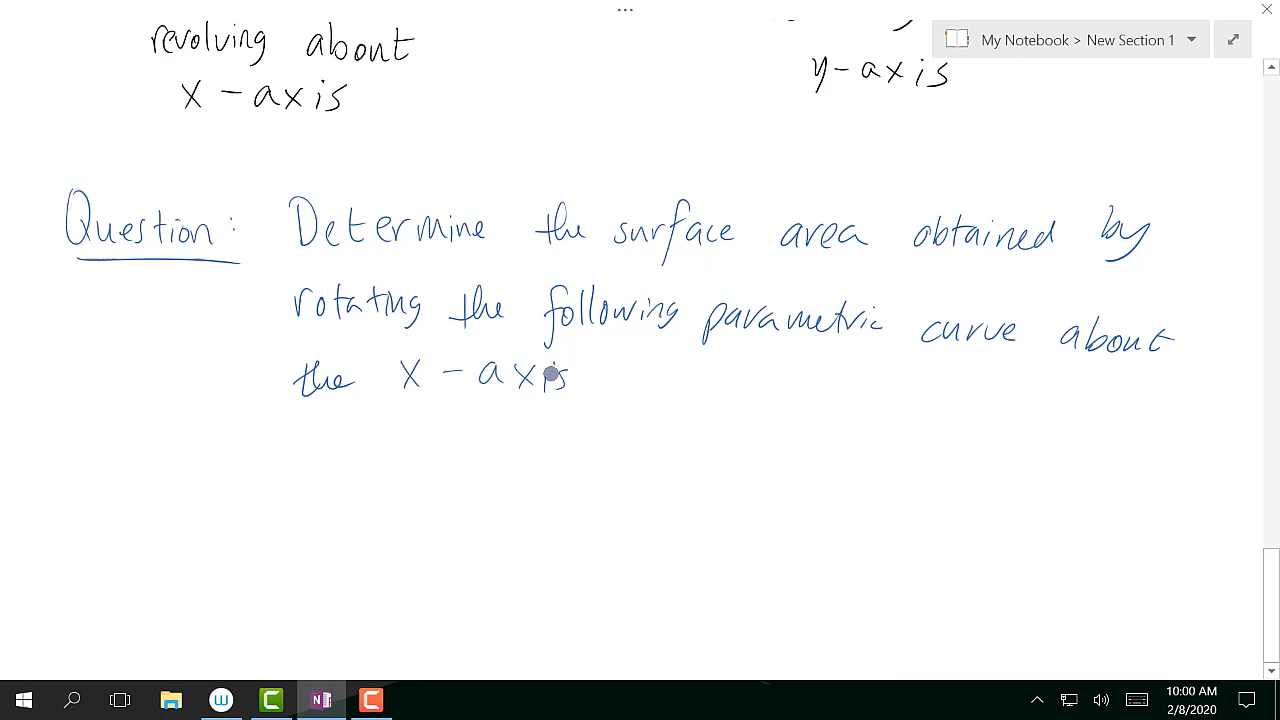 revolving about
x - axis
y - axis
My Notebook > New Section 1
Question: Determine the surface area obtained by
rotating the following parametric curve about
the x - axis
10:00 AM
2/8/2020